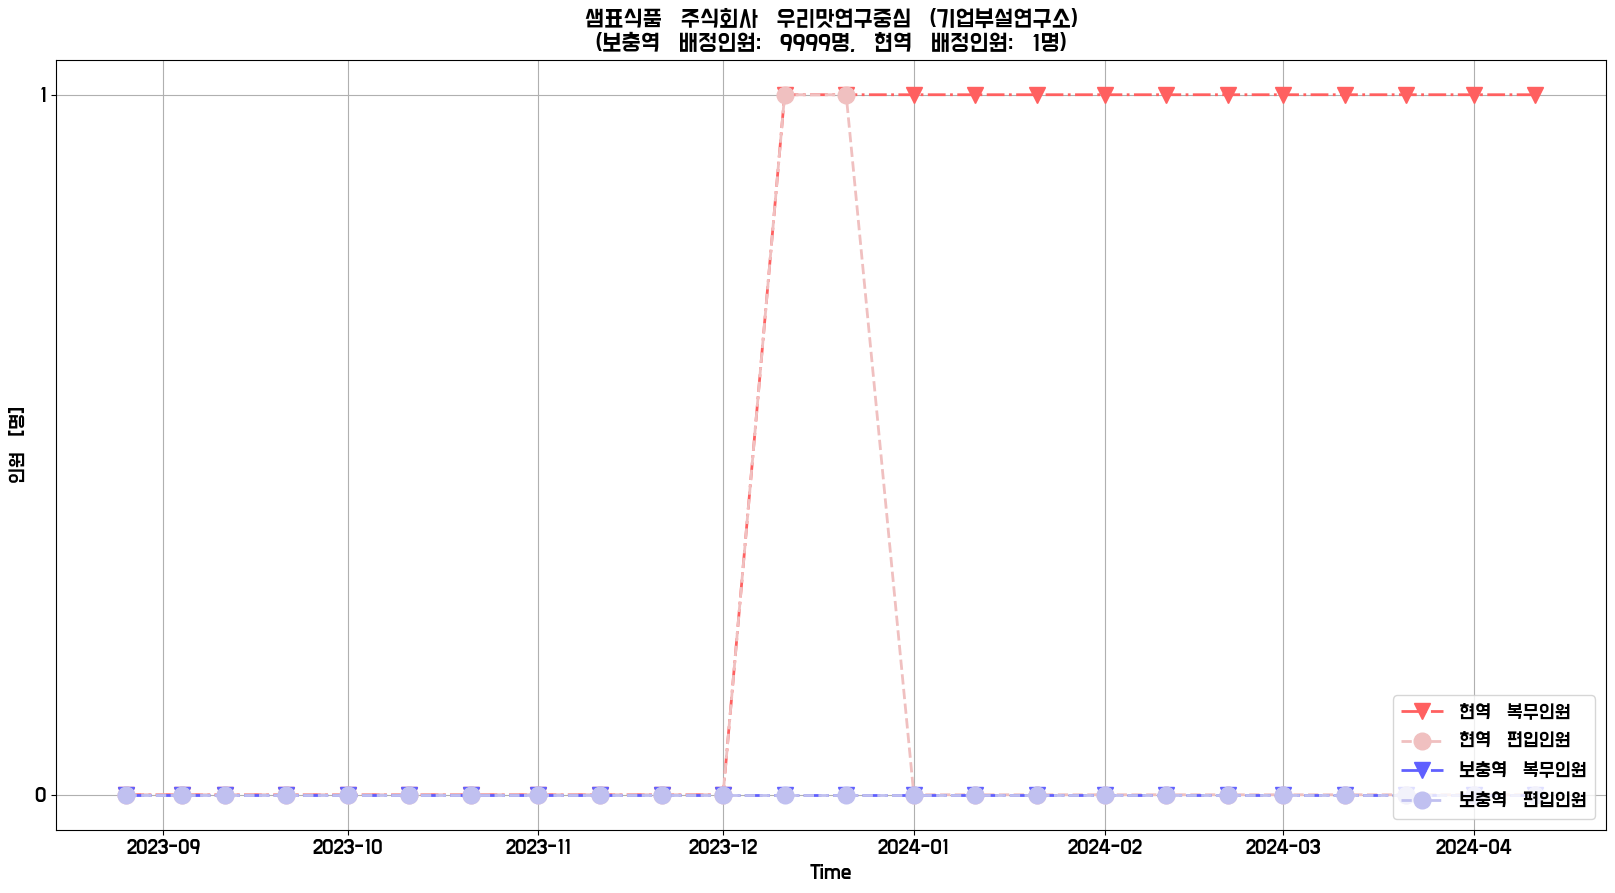 샘표식품 주식회사 우리맛연구중심 (기업부설연구소)
(보충역 배정인원: 9999명, 현역 배정인원: 1명)
1
인원 [명]
0
현역 복무인원
현역 편입인원
보충역 복무인원
보충역 편입인원
2023-09 2023-10 2023-11 2023-12 2024-01 2024-02 2024-03 2024-04
Time